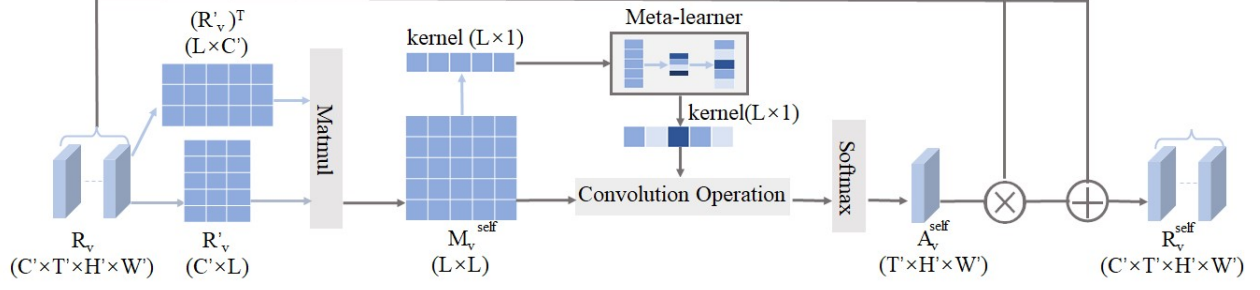 (R'v)T
(L×C')
kernel (L×1)
Meta-learner
Matmul
kernel(L×1)
Convolution Operation
Softmax
Rv
(C'×T'×H'×W')
R'v
(C'×L)
Mvself
(L×L)
Avself
(T'×H'×W')
Rvself
(C'×T'×H'×W')